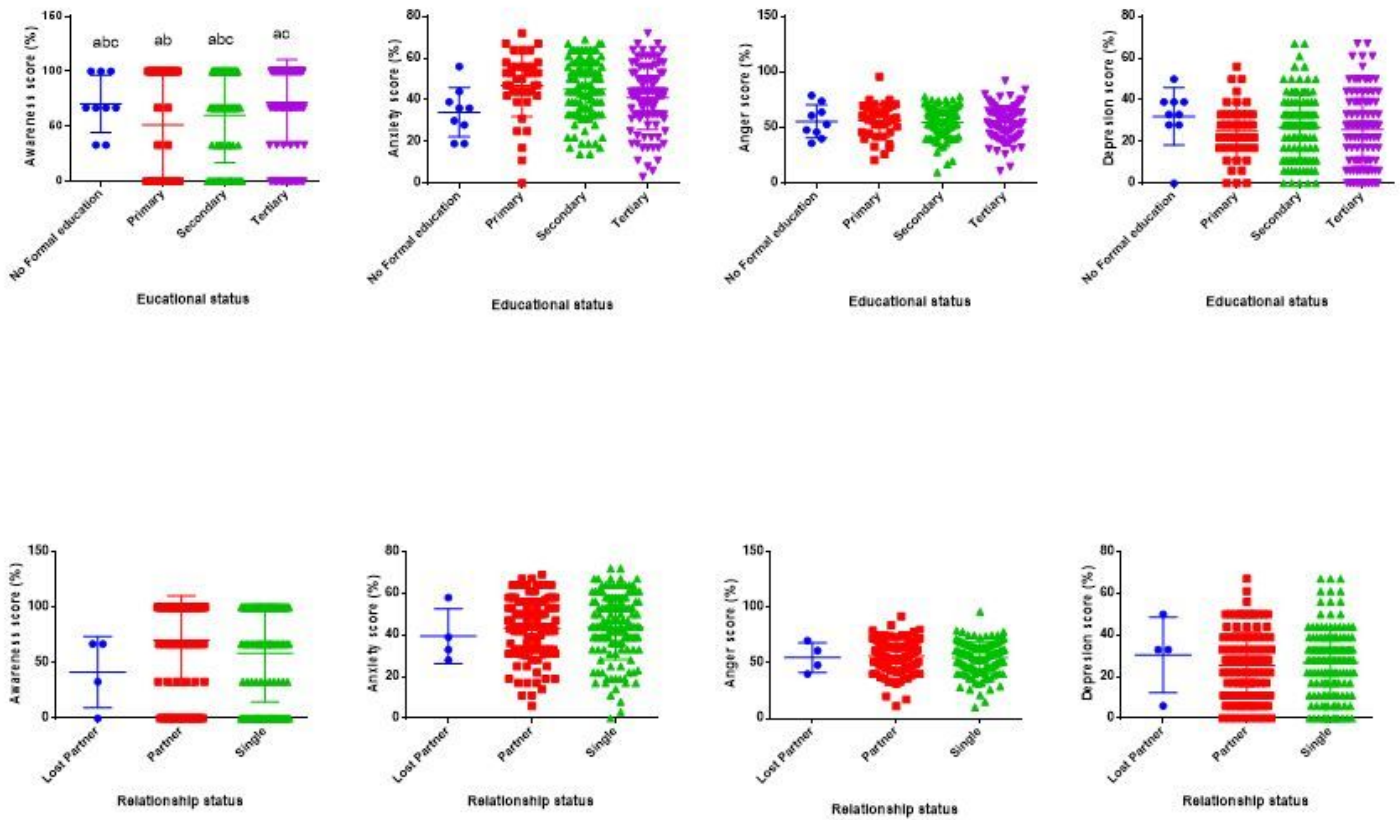 Awareness score (%)
160
100
60
0
abc
ab
abc
ac
No Formal education
Primary
Secondary
Tertiary
Eucational status
Anxiety score (%)
80
60
40
20
0
No Formal education
Primary
Secondary
Tertiary
Educational status
Anger score (%)
150
100
50
0
No Formal education
Primary
Secondary
Tertiary
Educational status
Depresion score (%)
80
60
40
20
0
No Formal education
Primary
Secondary
Tertiary
Educational status
Awareness score (%)
150
100
50
0
Lost Partner
Partner
Single
Relationship status
Anxiety score (%)
80
60
40
20
0
Lost Partner
Partner
Single
Relationship status
Anger score (%)
150
100
50
0
Lost Partner
Partner
Single
Relationship status
Depresion score (%)
80
60
40
20
0
Lost Partner
Partner
Single
Relationship status